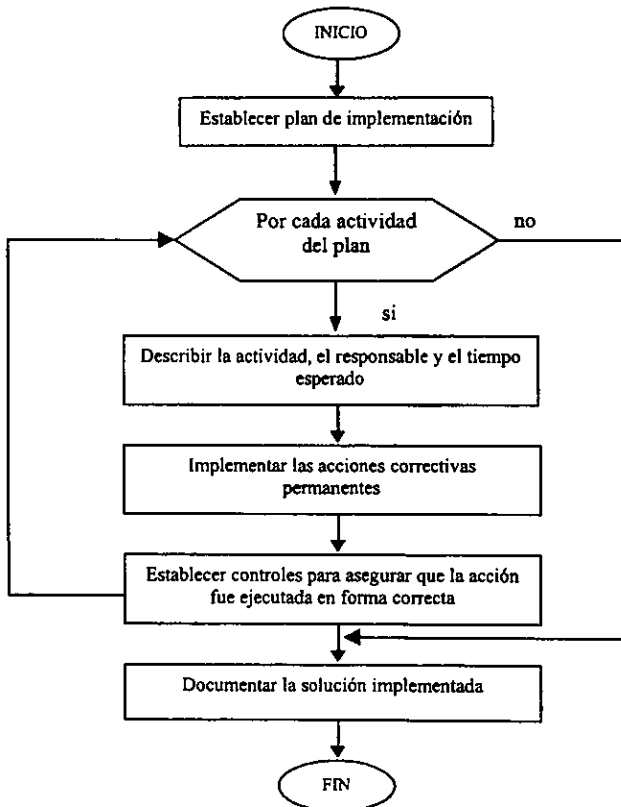 INICIO
Establecer plan de implementación
Por cada actividad
del plan
no
si
Describir la actividad, el responsable y el tiempo
esperado
Implementar las acciones correctivas
permanentes
Establecer controles para asegurar que la acción
fue ejecutada en forma correcta
Documentar la solución implementada
FIN